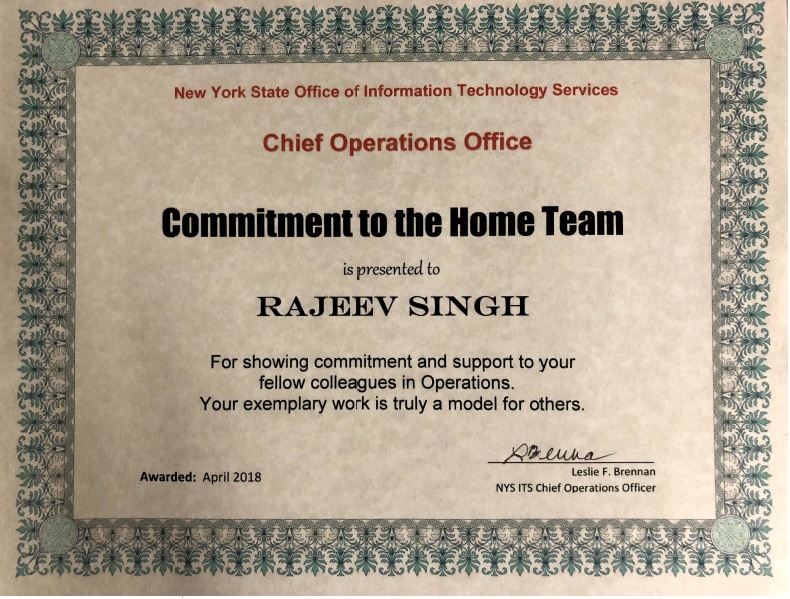 New York State Office of Information Technology Services
Chief Operations Office
Commitment to the Home Team
is presented to
RAJEEV SINGH
For showing commitment and support to your
fellow colleagues in Operations.
Your exemplary work is truly a model for others.
Awarded: April 2018
Leslie F. Brennan
NYS ITS Chief Operations Officer